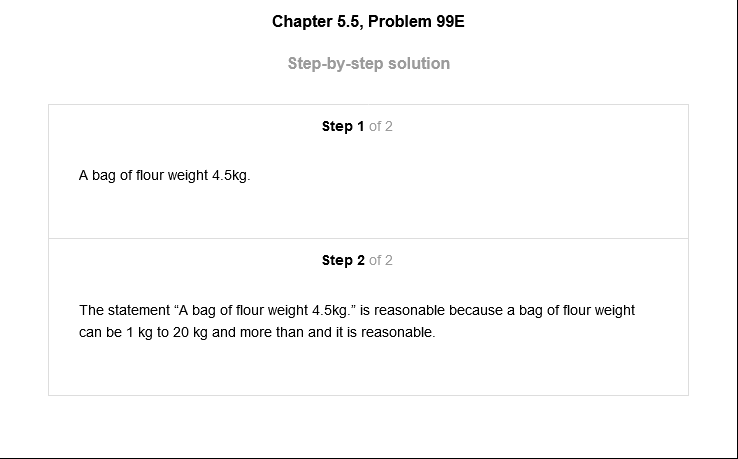 Chapter 5.5, Problem 99E
Step-by-step solution
Step 1 of 2
A bag of flour weight 4.5kg.
Step 2 of 2
The statement “A bag of flour weight 4.5kg.” is reasonable because a bag of flour weight
can be 1 kg to 20 kg and more than and it is reasonable.